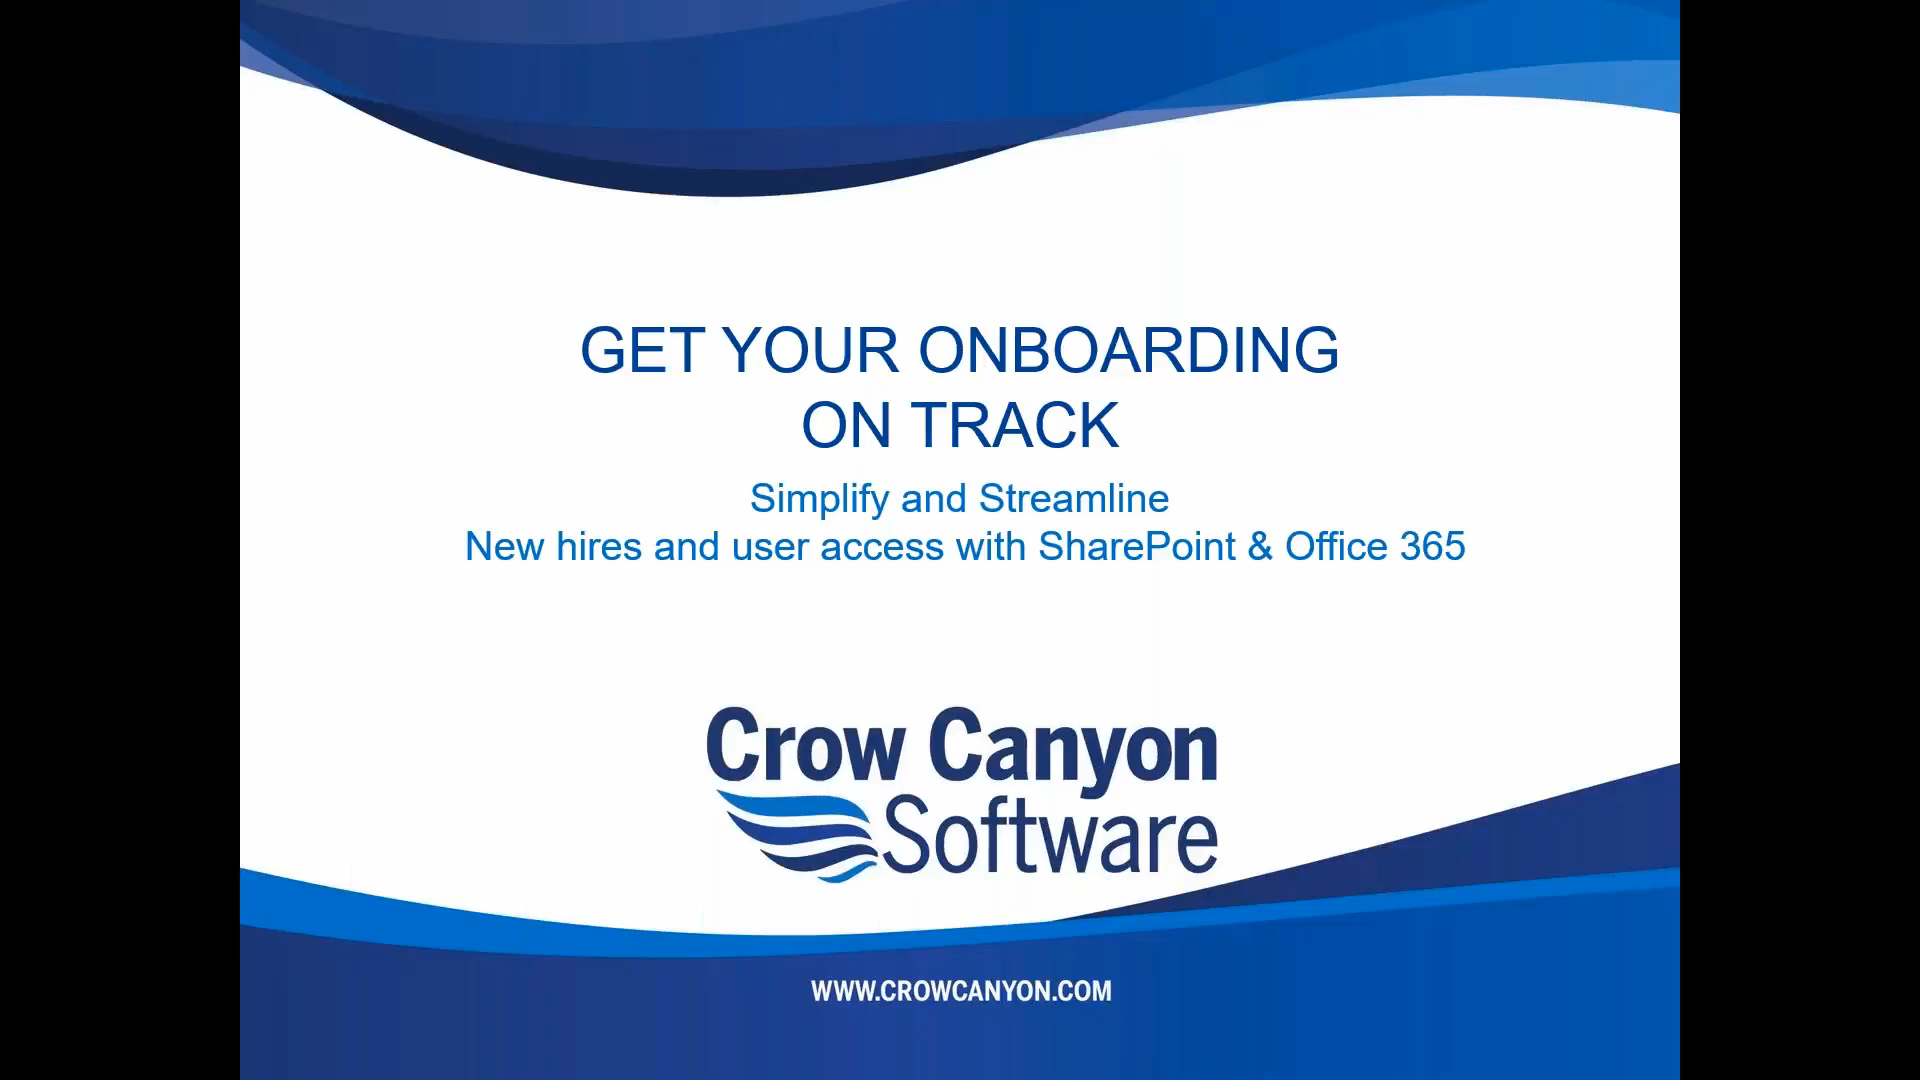 GET YOUR ONBOARDING
ON TRACK
Simplify and Streamline
New hires and user access with SharePoint & Office 365
Crow Canyon
Software
WWW.CROWCANYON.COM